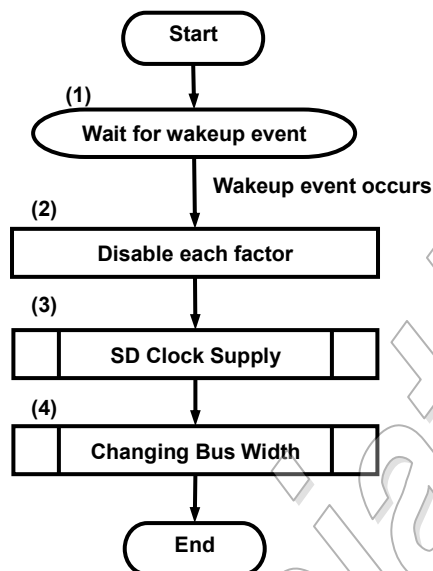 Start
(1)
Wait for wakeup event
Wakeup event occurs
(2)
Disable each factor
(3)
SD Clock Supply
(4)
Changing Bus Width
End